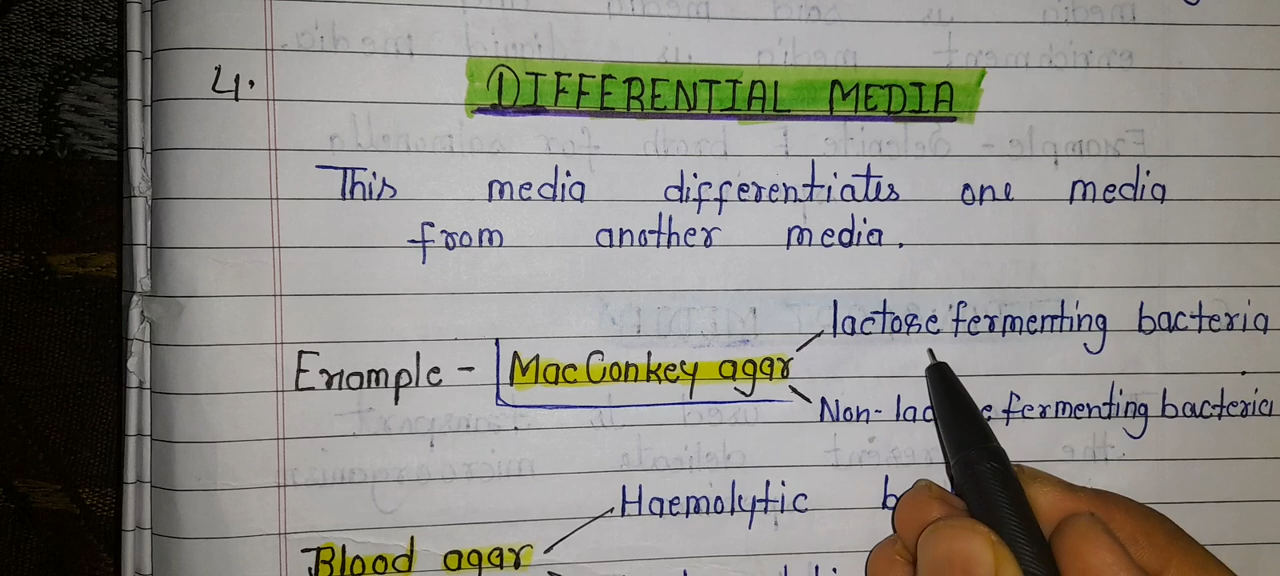 4. DIFFERENTIAL MEDIA
This media differentiates one media
from another media.
lactose fermenting bacteria
Example - MacConkey agar
Non- fermenting bacteria
Haemolytic
Blood agar